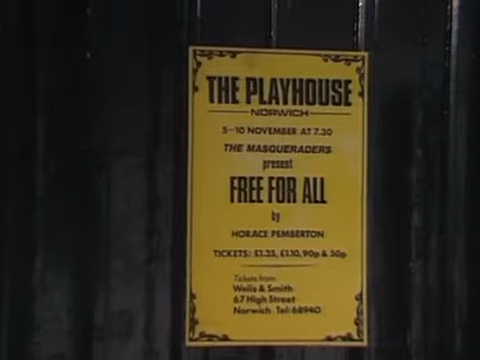 THE PLAYHOUSE
NORWICH
5-10 NOVEMBER AT 7.30
THE MASQUERADERS
present
FREE FOR ALL
by
HORACE PEMBERTON
TICKETS: £1.35, £1.10, 90p & 50p
Tickets from
Wells & Smith
67 High Street
Norwich Tel: 68940